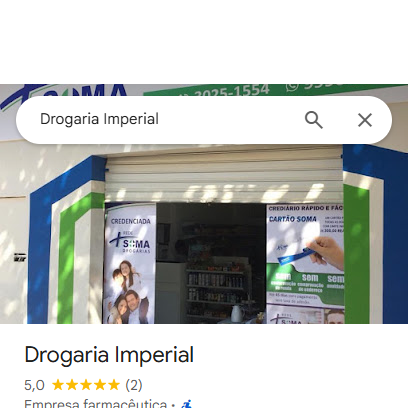 SOMA
3025-1554
Drogaria Imperial
CREDENCIADA
SOMA
DROGARIAS
CREDIÁRIO RÁPIDO E FÁCIL
CARTÃO SOMA
sem sem sem
SOMA
Drogaria Imperial
5,0 (2)
Empresa farmacêutica